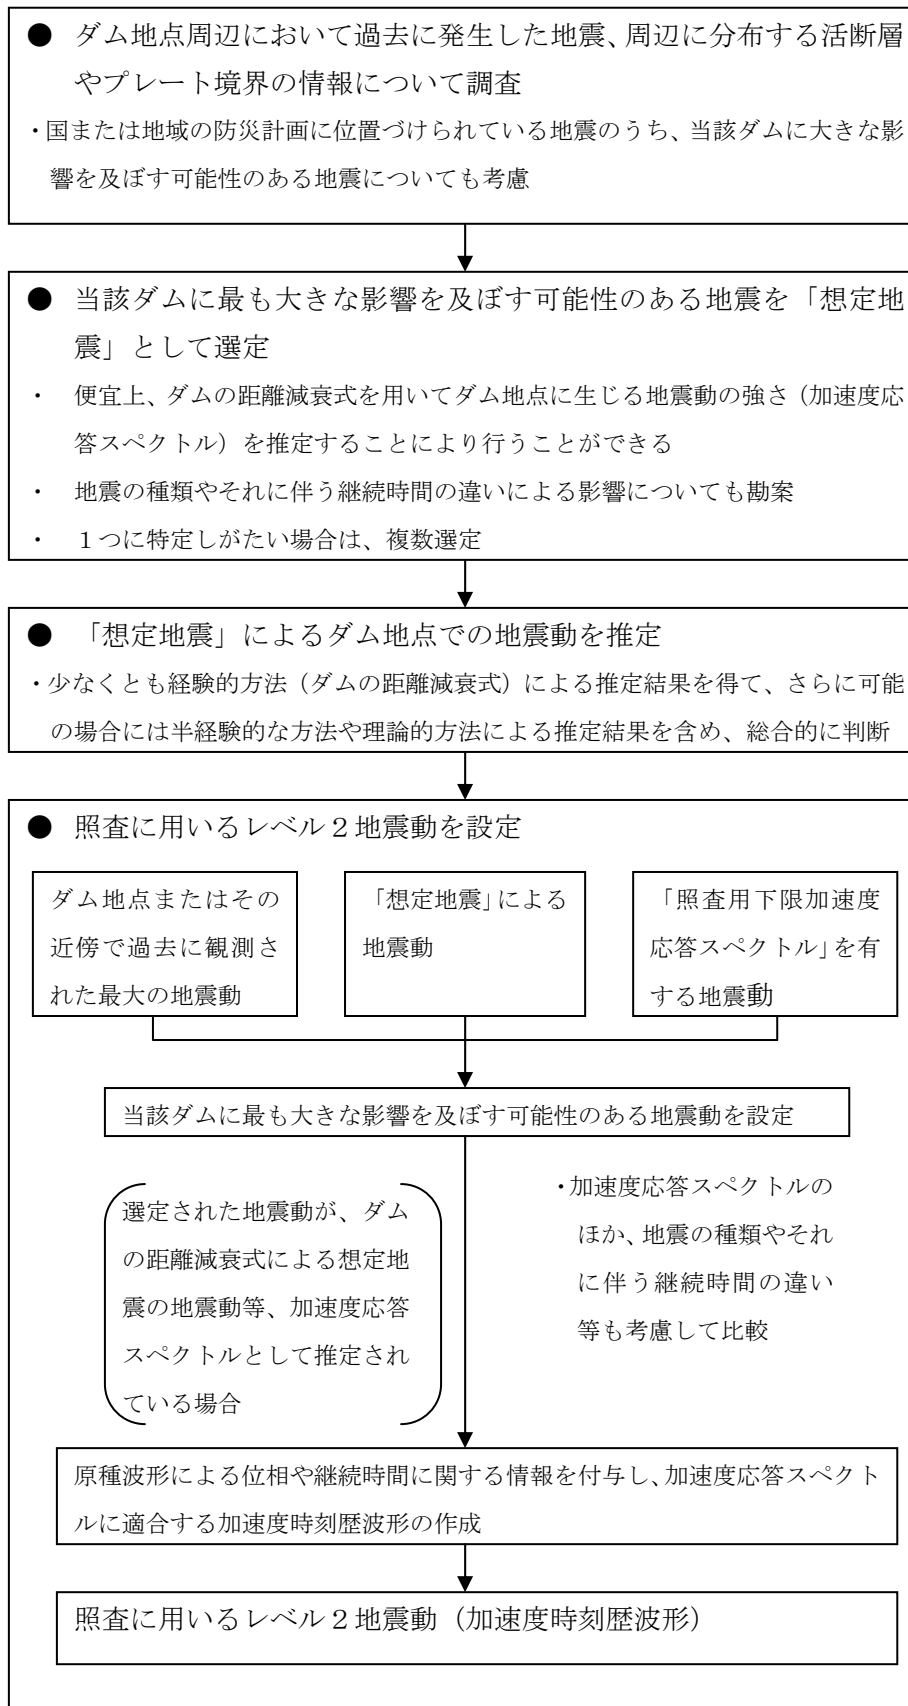 ● ダム地点周辺において過去に発生した地震、周辺に分布する活断層
やプレート境界の情報について調査
・国または地域の防災計画に位置づけられている地震のうち、当該ダムに大きな影
響を及ぼす可能性のある地震についても考慮
● 当該ダムに最も大きな影響を及ぼす可能性のある地震を「想定地
震」として選定
・ 便宜上、ダムの距離減衰式を用いてダム地点に生じる地震動の強さ（加速度応
答スペクトル）を推定することにより行うことができる
・ 地震の種類やそれに伴う継続時間の違いによる影響についても勘案
・ １つに特定しがたい場合は、複数選定
● 「想定地震」によるダム地点での地震動を推定
・少なくとも経験的方法（ダムの距離減衰式）による推定結果を得て、さらに可能
の場合には半経験的な方法や理論的方法による推定結果を含め、総合的に判断
● 照査に用いるレベル２地震動を設定
ダム地点またはその
近傍で過去に観測さ
れた最大の地震動
「想定地震」による
地震動
「照査用下限加速度
応答スペクトル」を有
する地震動
当該ダムに最も大きな影響を及ぼす可能性のある地震動を設定
選定された地震動が、ダム
の距離減衰式による想定地
震の地震動等、加速度応答
スペクトルとして推定され
ている場合
・加速度応答スペクトルの
ほか、地震の種類やそれ
に伴う継続時間の違い
等も考慮して比較
原種波形による位相や継続時間に関する情報を付与し、加速度応答スペクト
ルに適合する加速度時刻歴波形の作成
照査に用いるレベル２地震動（加速度時刻歴波形）